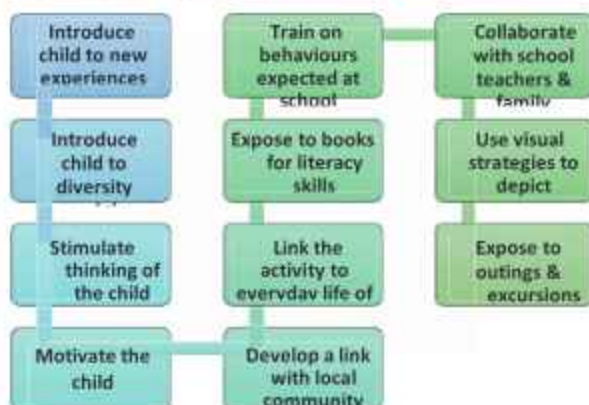 Introduce
child to new
experiences
Introduce
child to
diversity
Stimulate
thinking of
the child
Motivate the
child
Develop a link
with local
community
Link the
activity to
everyday life of
Expose to books
for literacy
skills
Train on
behaviours
expected at
school
Collaborate
with school
teachers &
family
Use visual
strategies to
depict
Expose to
outings &
excursions